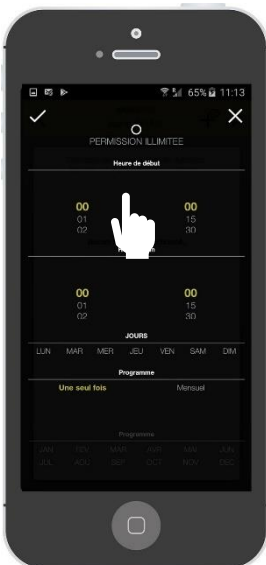 65% 11:13
PERMISSION ILLIMITEE
Heure de début
00 00
01 15
02 30
00 00
01 15
02 30
JOURS
LUN MAR MER JEU VEN SAM DIM
Programme
Une seul fois Mensuel
Programme
JAN FEV MAR AVR MAI JUN
JUL AOU SEP OCT NOV DEC